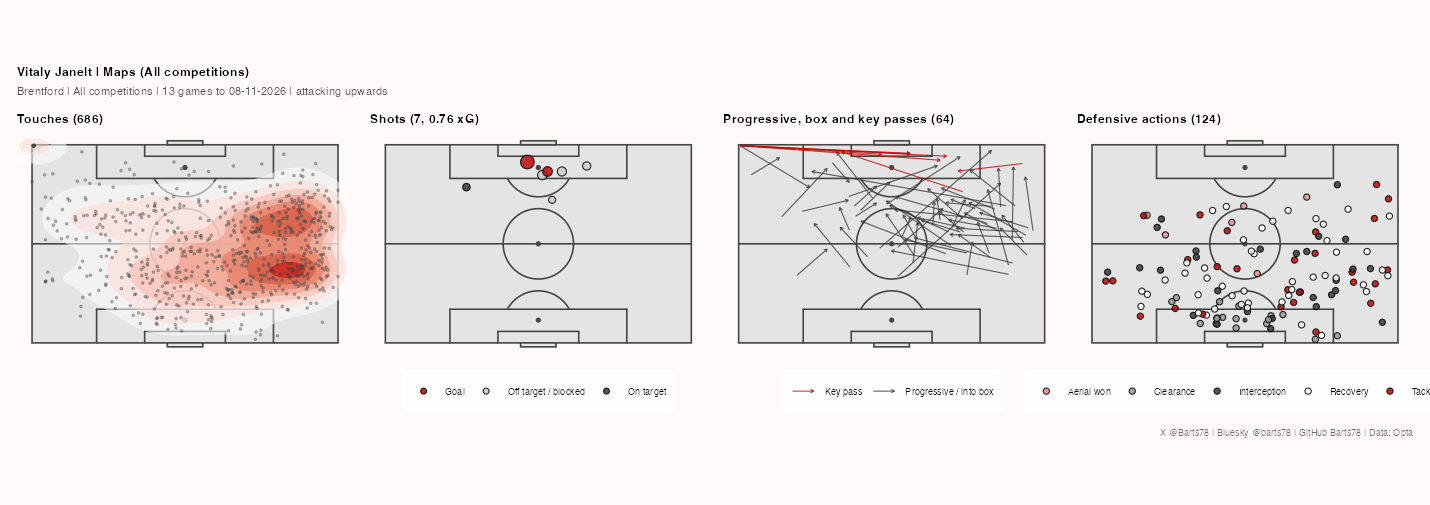 Vitaly Janelt | Maps (All competitions)
Brentford | All competitions | 13 games to 08-11-2026 | attacking upwards
Touches (686)
Shots (7, 0.76 xG)
Progressive, box and key passes (64)
Defensive actions (124)
Goal
Off target / blocked
On target
Key pass
Progressive / into box
Aerial won
Clearance
Interception
Recovery
Tack
X @Barts78 | Bluesky @barts78 | GitHub Barts78 | Data: Opta